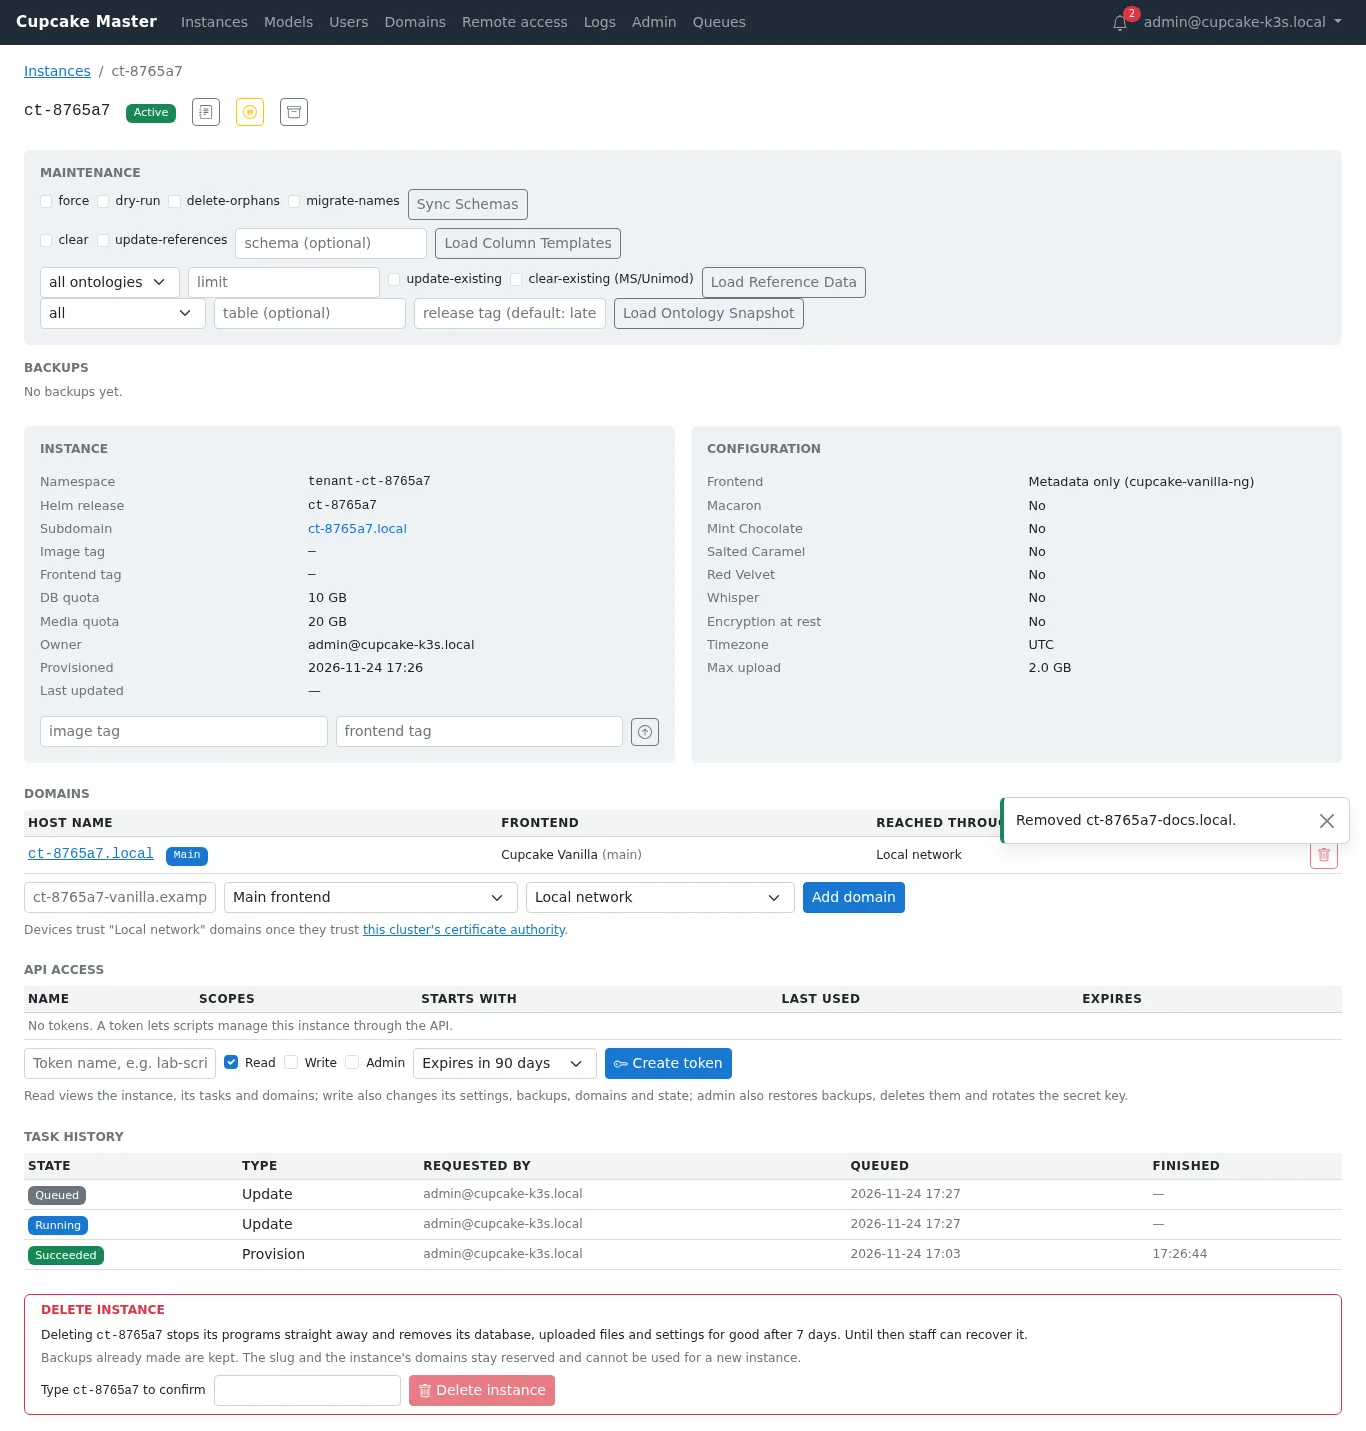 Cupcake Master Instances Models Users Domains Remote access Logs Admin Queues 2 admin@cupcake-k3s.local
Instances / ct-8765a7
ct-8765a7 Active
MAINTENANCE
force dry-run delete-orphans migrate-names Sync Schemas
clear update-references schema (optional) Load Column Templates
all ontologies limit update-existing clear-existing (MS/Unimod) Load Reference Data
all table (optional) release tag (default: late Load Ontology Snapshot
BACKUPS
No backups yet.
INSTANCE
Namespace tenant-ct-8765a7
Helm release ct-8765a7
Subdomain ct-8765a7.local
Image tag —
Frontend tag —
DB quota 10 GB
Media quota 20 GB
Owner admin@cupcake-k3s.local
Provisioned 2026-11-24 17:26
Last updated —
image tag frontend tag
CONFIGURATION
Frontend Metadata only (cupcake-vanilla-ng)
Macaron No
Mint Chocolate No
Salted Caramel No
Red Velvet No
Whisper No
Encryption at rest No
Timezone UTC
Max upload 2.0 GB
DOMAINS
HOST NAME FRONTEND REACHED THROU
Removed ct-8765a7-docs.local.
ct-8765a7.local Main Cupcake Vanilla (main) Local network
ct-8765a7-vanilla.examp Main frontend Local network Add domain
Devices trust "Local network" domains once they trust this cluster's certificate authority.
API ACCESS
NAME SCOPES STARTS WITH LAST USED EXPIRES
No tokens. A token lets scripts manage this instance through the API.
Token name, e.g. lab-scri Read Write Admin Expires in 90 days Create token
Read views the instance, its tasks and domains; write also changes its settings, backups, domains and state; admin also restores backups, deletes them and rotates the secret key.
TASK HISTORY
STATE TYPE REQUESTED BY QUEUED FINISHED
Queued Update admin@cupcake-k3s.local 2026-11-24 17:27 —
Running Update admin@cupcake-k3s.local 2026-11-24 17:27 —
Succeeded Provision admin@cupcake-k3s.local 2026-11-24 17:03 17:26:44
DELETE INSTANCE
Deleting ct-8765a7 stops its programs straight away and removes its database, uploaded files and settings for good after 7 days. Until then staff can recover it.
Backups already made are kept. The slug and the instance's domains stay reserved and cannot be used for a new instance.
Type ct-8765a7 to confirm Delete instance